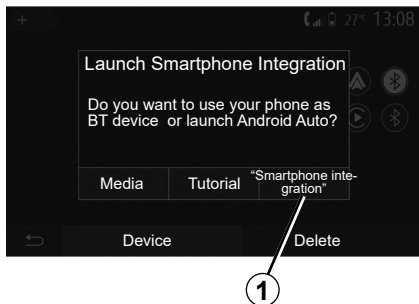 + 27°C 13:08
Launch Smartphone Integration
Do you want to use your phone as
BT device or launch Android Auto?
Media Tutorial “Smartphone inte-
gration”
Device Delete
1